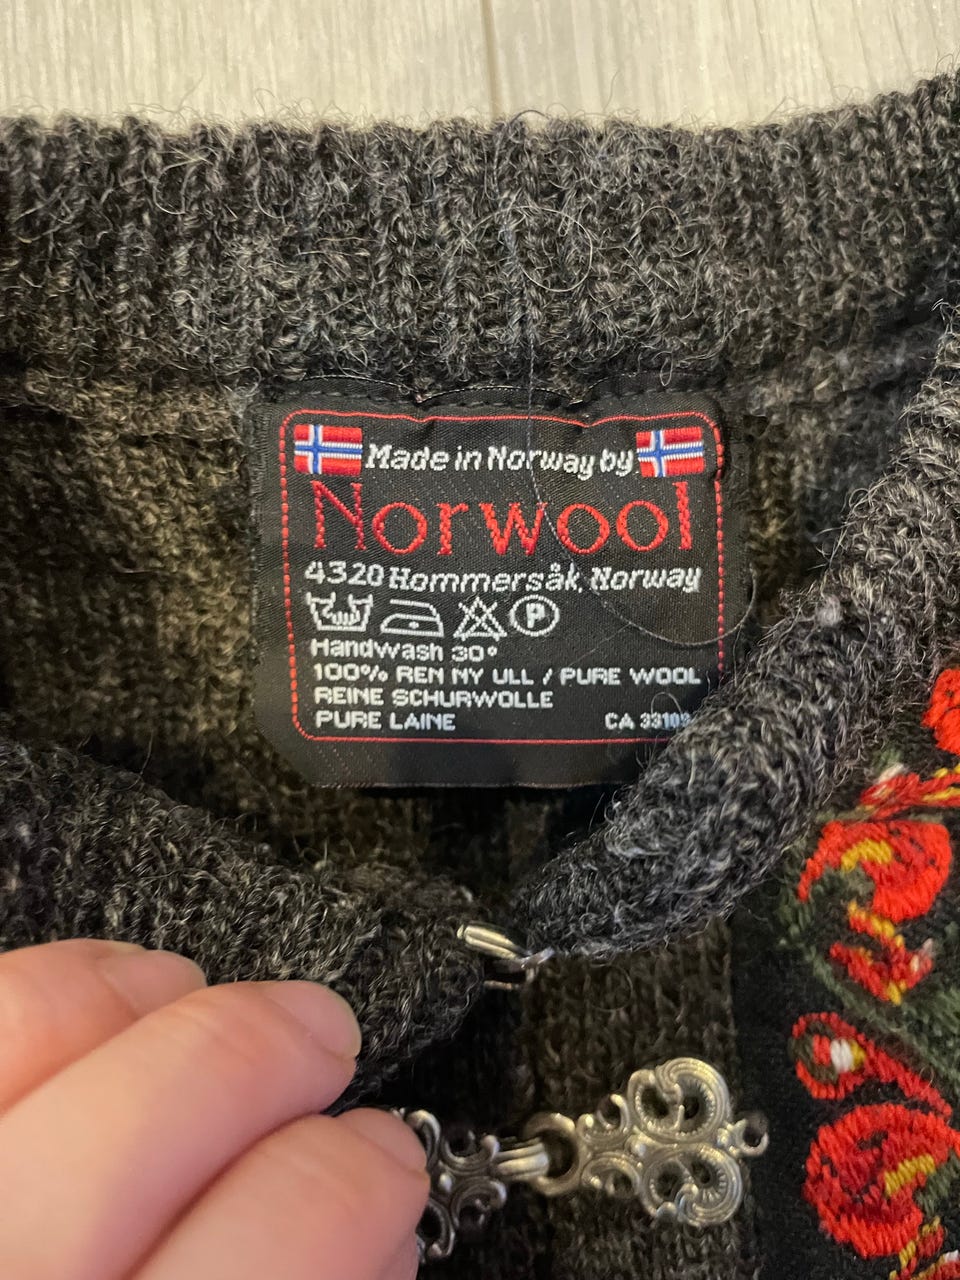 Made in Norway by
Norwool
4320 Hommersåk, Norway
P
Handwash 30°
100% REN NY ULL / PURE WOOL
REINE SCHURWOLLE
PURE LAINE CA